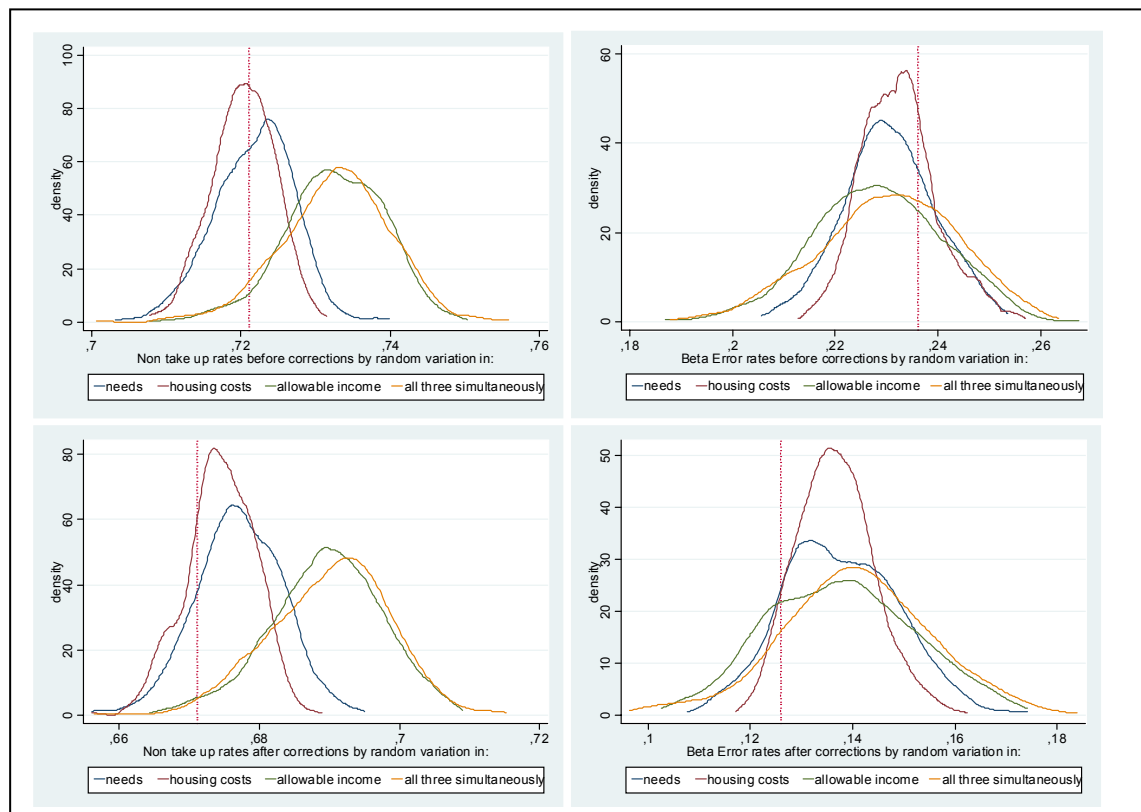 100
80
60
40
20
0
density
,7
,72
,74
,76
Non take up rates before corrections by random variation in:
needs
housing costs
allowable income
all three simultaneously
60
40
20
0
density
,18
,2
,22
,24
,26
Beta Error rates before corrections by random variation in:
needs
housing costs
allowable income
all three simultaneously
80
60
40
20
0
density
,66
,68
,7
,72
Non take up rates after corrections by random variation in:
needs
housing costs
allowable income
all three simultaneously
50
40
30
20
10
0
density
,1
,12
,14
,16
,18
Beta Error rates after corrections by random variation in:
needs
housing costs
allowable income
all three simultaneously